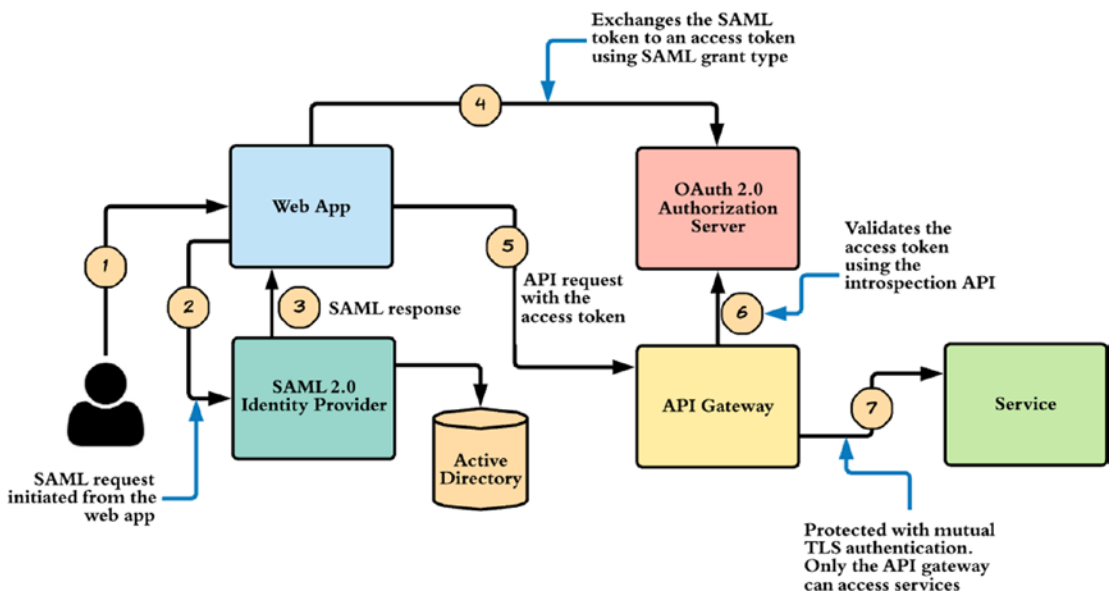 Exchanges the SAML
token to an access token
using SAML grant type
4
Web App
OAuth 2.0
Authorization
Server
1
2
3
SAML response
5
API request
with the
access token
Validates the
access token
using the
introspection API
6
SAML 2.0
Identity Provider
Active
Directory
API Gateway
7
Service
SAML request
initiated from the
web app
Protected with mutual
TLS authentication.
Only the API gateway
can access services